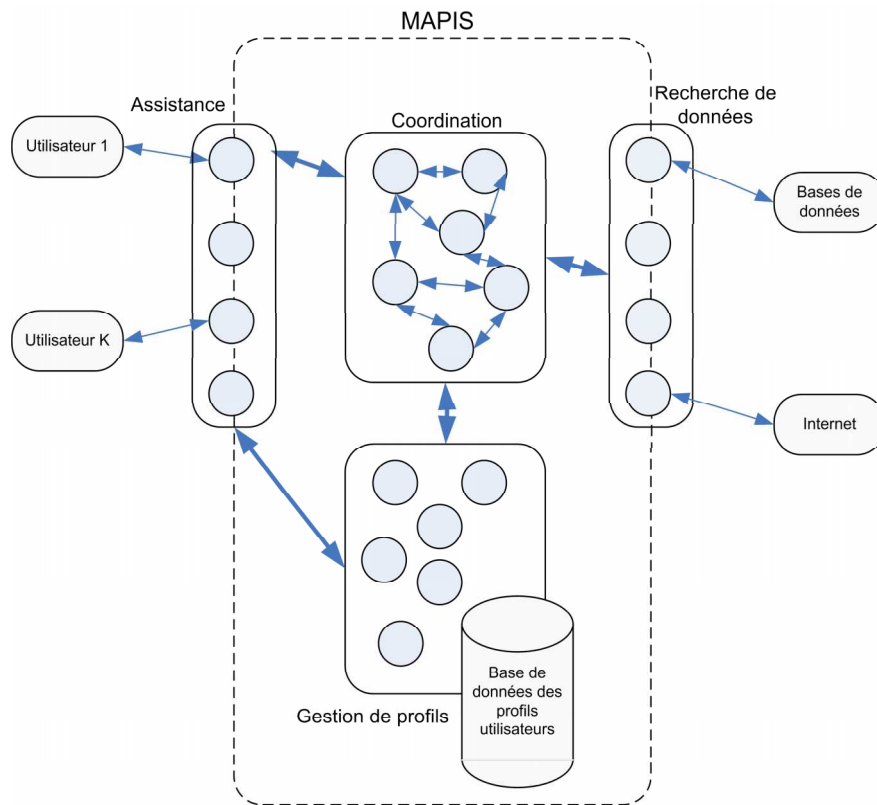 MAPIS
Assistance
Coordination
Recherche de
données
Utilisateur 1
Bases de
données
Utilisateur K
Internet
Gestion de profils
Base de
données des
profils
utilisateurs